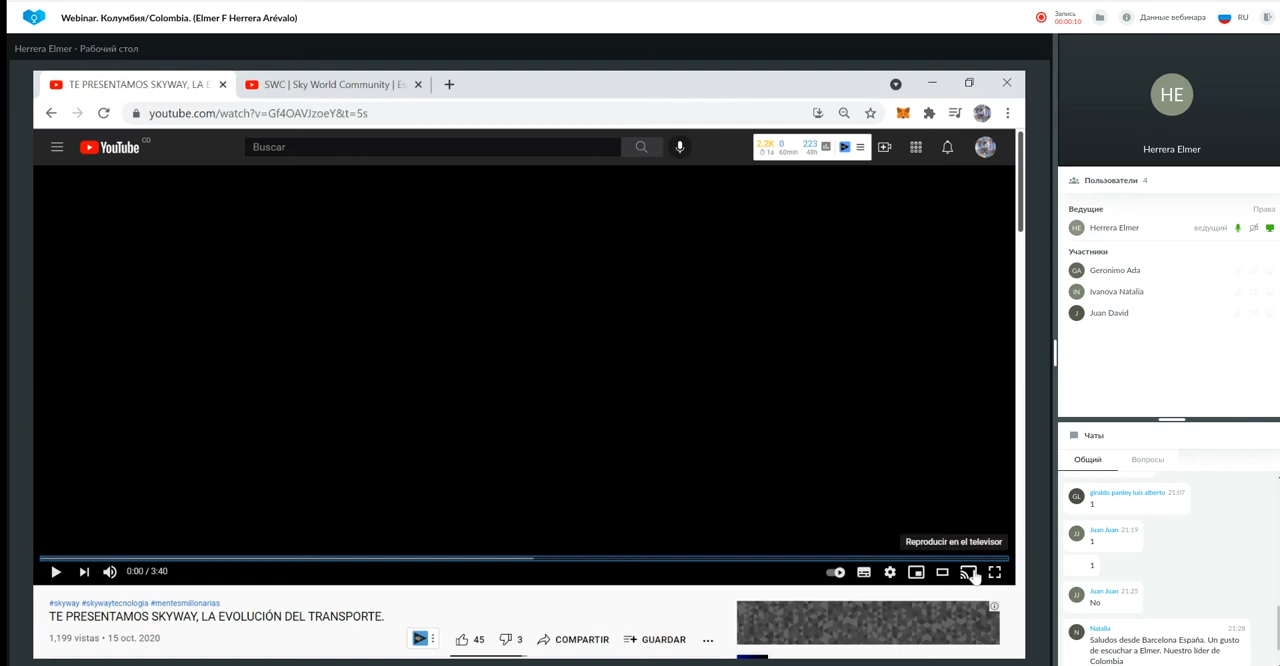 Webinar. Колумбия/Colombia. (Elmer F Herrera Arévalo)
Запись
00:00:10
Данные вебинара
RU
Herrera Elmer - Рабочий стол
TE PRESENTAMOS SKYWAY, LA E
SWC | Sky World Community | Es
youtube.com/watch?v=Gf4OAVJzoeY&t=5s
YouTube CO
Buscar
2,2K 0 223
1a 60min 48h
Reproducir en el televisor
0:00 / 3:40
#skyway #skywaytecnologia #mentesmillonarias
TE PRESENTAMOS SKYWAY, LA EVOLUCIÓN DEL TRANSPORTE.
1,199 vistas • 15 oct. 2020
45
3
COMPARTIR
GUARDAR
HE
Herrera Elmer
Пользователи 4
Ведущие Права
HE Herrera Elmer ведущий
Участники
GA Geronimo Ada
IN Ivanova Natalia
J Juan David
Чаты
Общий Вопросы
GL giraldo pardey luis alberto 21:07
1
JJ Juan Juan 21:19
1
1
JJ Juan Juan 21:25
No
N Natalia 21:28
Saludos desde Barcelona España. Un gusto
de escuchar a Elmer. Nuestro líder de
Colombia